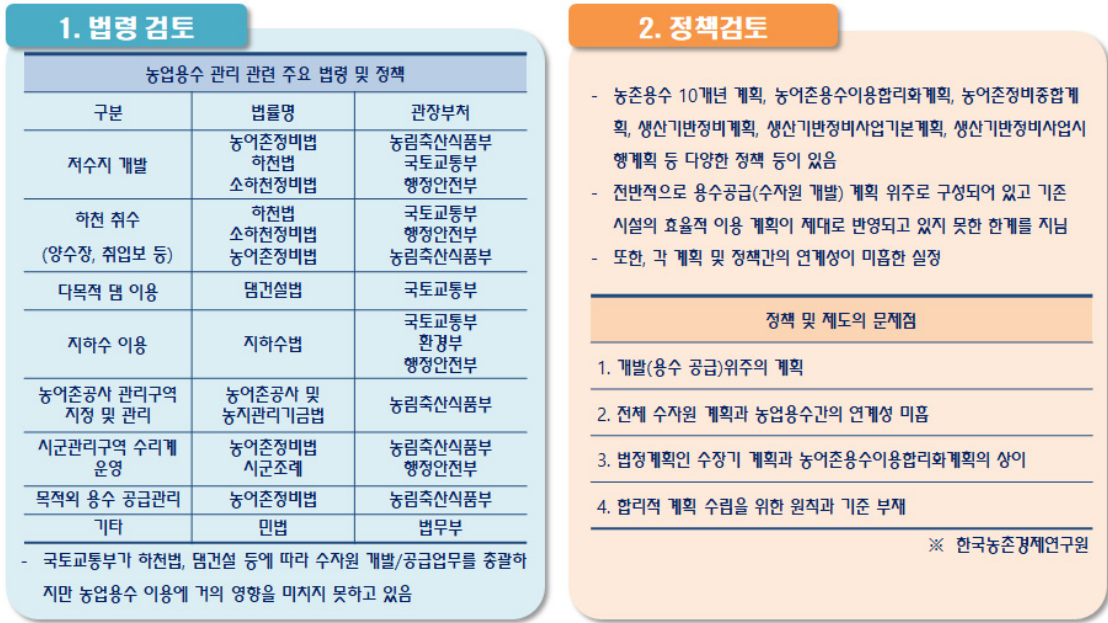 1. 법령 검토
농업용수 관리 관련 주요 법령 및 정책
구분 법률명 관장부처
저수지 개발
농어촌정비법 농림축산식품부
하천법 국토교통부
소하천정비법 행정안전부
하천 취수
(양수장, 취입보 등)
하천법 국토교통부
소하천정비법 행정안전부
농어촌정비법 농림축산식품부
다목적 댐 이용 댐건설법 국토교통부
지하수 이용 지하수법
국토교통부
환경부
행정안전부
농어촌공사 관리구역
지정 및 관리
농어촌공사 및
농지관리기금법
농림축산식품부
시군관리구역 수리계
운영
농어촌정비법 농림축산식품부
시군조례 행정안전부
목적외 용수 공급관리 농어촌정비법 농림축산식품부
기타 민법 법무부
- 국토교통부가 하천법, 댐건설 등에 따라 수자원 개발/공급업무를 총괄하
지만 농업용수 이용에 거의 영향을 미치지 못하고 있음
2. 정책검토
- 농촌용수 10개년 계획, 농어촌용수이용합리화계획, 농어촌정비종합계
획, 생산기반정비계획, 생산기반정비사업기본계획, 생산기반정비사업시
행계획 등 다양한 정책 등이 있음
- 전반적으로 용수공급(수자원 개발) 계획 위주로 구성되어 있고 기존
시설의 효율적 이용 계획이 제대로 반영되고 있지 못한 한계를 지님
- 또한, 각 계획 및 정책간의 연계성이 미흡한 실정
정책 및 제도의 문제점
1. 개발(용수 공급)위주의 계획
2. 전체 수자원 계획과 농업용수간의 연계성 미흡
3. 법정계획인 수장기 계획과 농어촌용수이용합리화계획의 상이
4. 합리적 계획 수립을 위한 원칙과 기준 부재
※ 한국농촌경제연구원